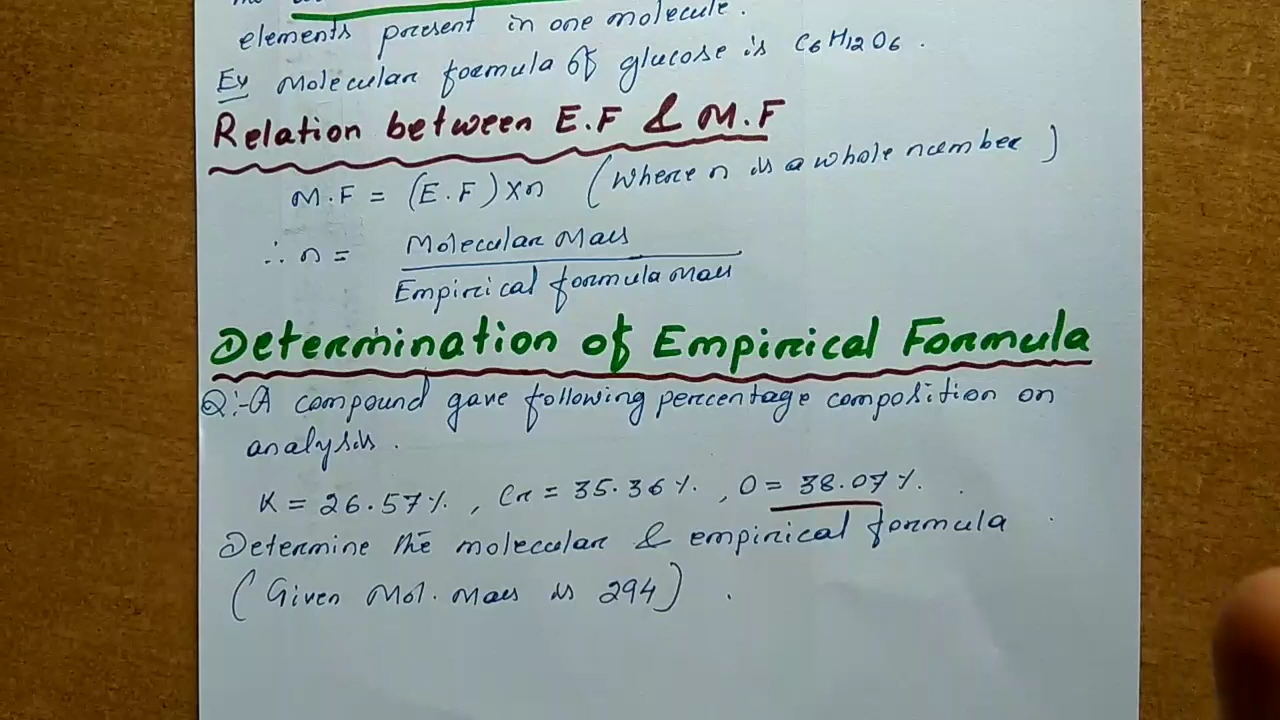 elements present in one molecule.
Ex Molecular formula of glucose is C6H12O6.
Relation between E.F & M.F
M.F = (E.F) × n (where n is a whole number)
∴ n = Molecular Mass
Empirical formula mass
Determination of Empirical Formula
Q:- A compound gave following percentage composition on
analysis.
K = 26.57%, Cr = 35.36%, O = 38.07%.
Determine the molecular & empirical formula
(Given Mol. Mass is 294).